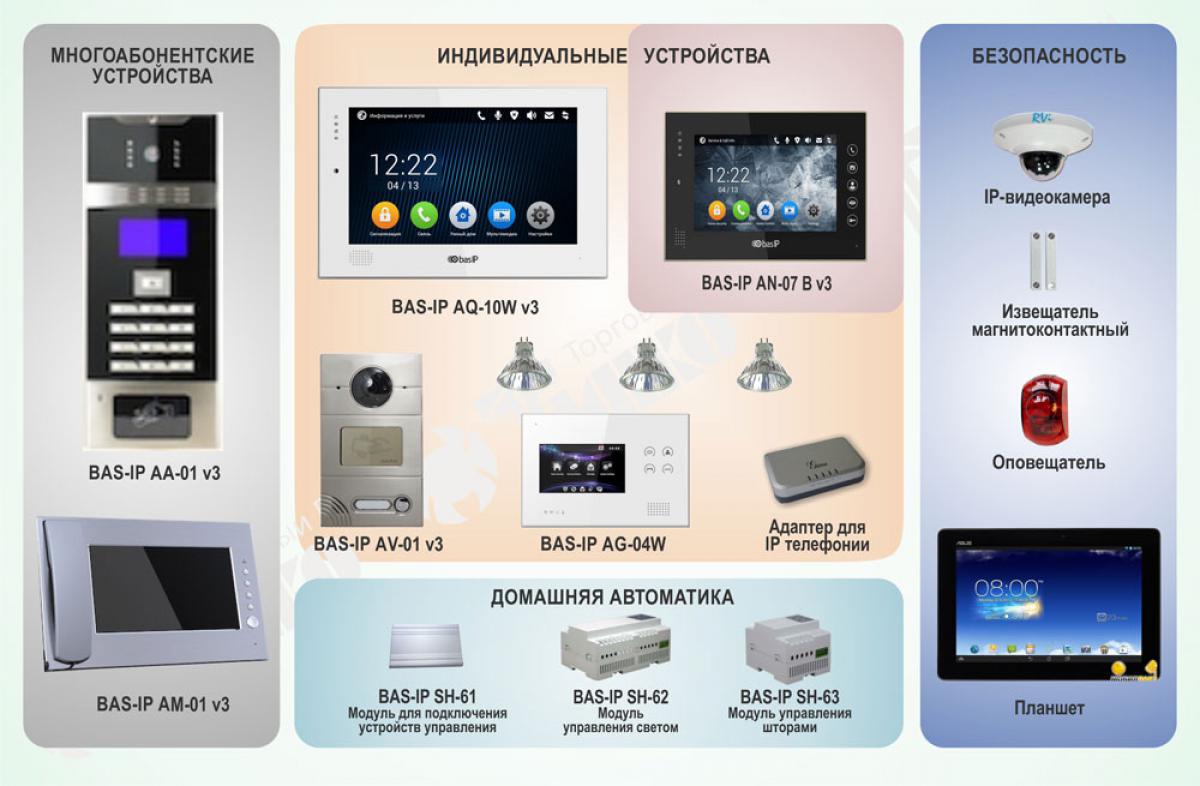 МНОГОАБОНЕНТСКИЕ
УСТРОЙСТВА
BAS-IP AA-01 v3
BAS-IP AM-01 v3
ИНДИВИДУАЛЬНЫЕ УСТРОЙСТВА
Информация и услуги
12:22
04 / 13
Сигнализация
Связь
Умный дом
Мультимедиа
Настройки
basIP
BAS-IP AQ-10W v3
12:22
04 / 13
basIP
BAS-IP AN-07 B v3
BAS-IP AV-01 v3
BAS-IP AG-04W
Адаптер для
IP телефонии
ДОМАШНЯЯ АВТОМАТИКА
BAS-IP SH-61
Модуль для подключения
устройств управления
BAS-IP SH-62
Модуль
управления светом
BAS-IP SH-63
Модуль управления
шторами
БЕЗОПАСНОСТЬ
RVi
IP-видеокамера
Извещатель
магнитоконтактный
Оповещатель
ASUS
08:00
Планшет